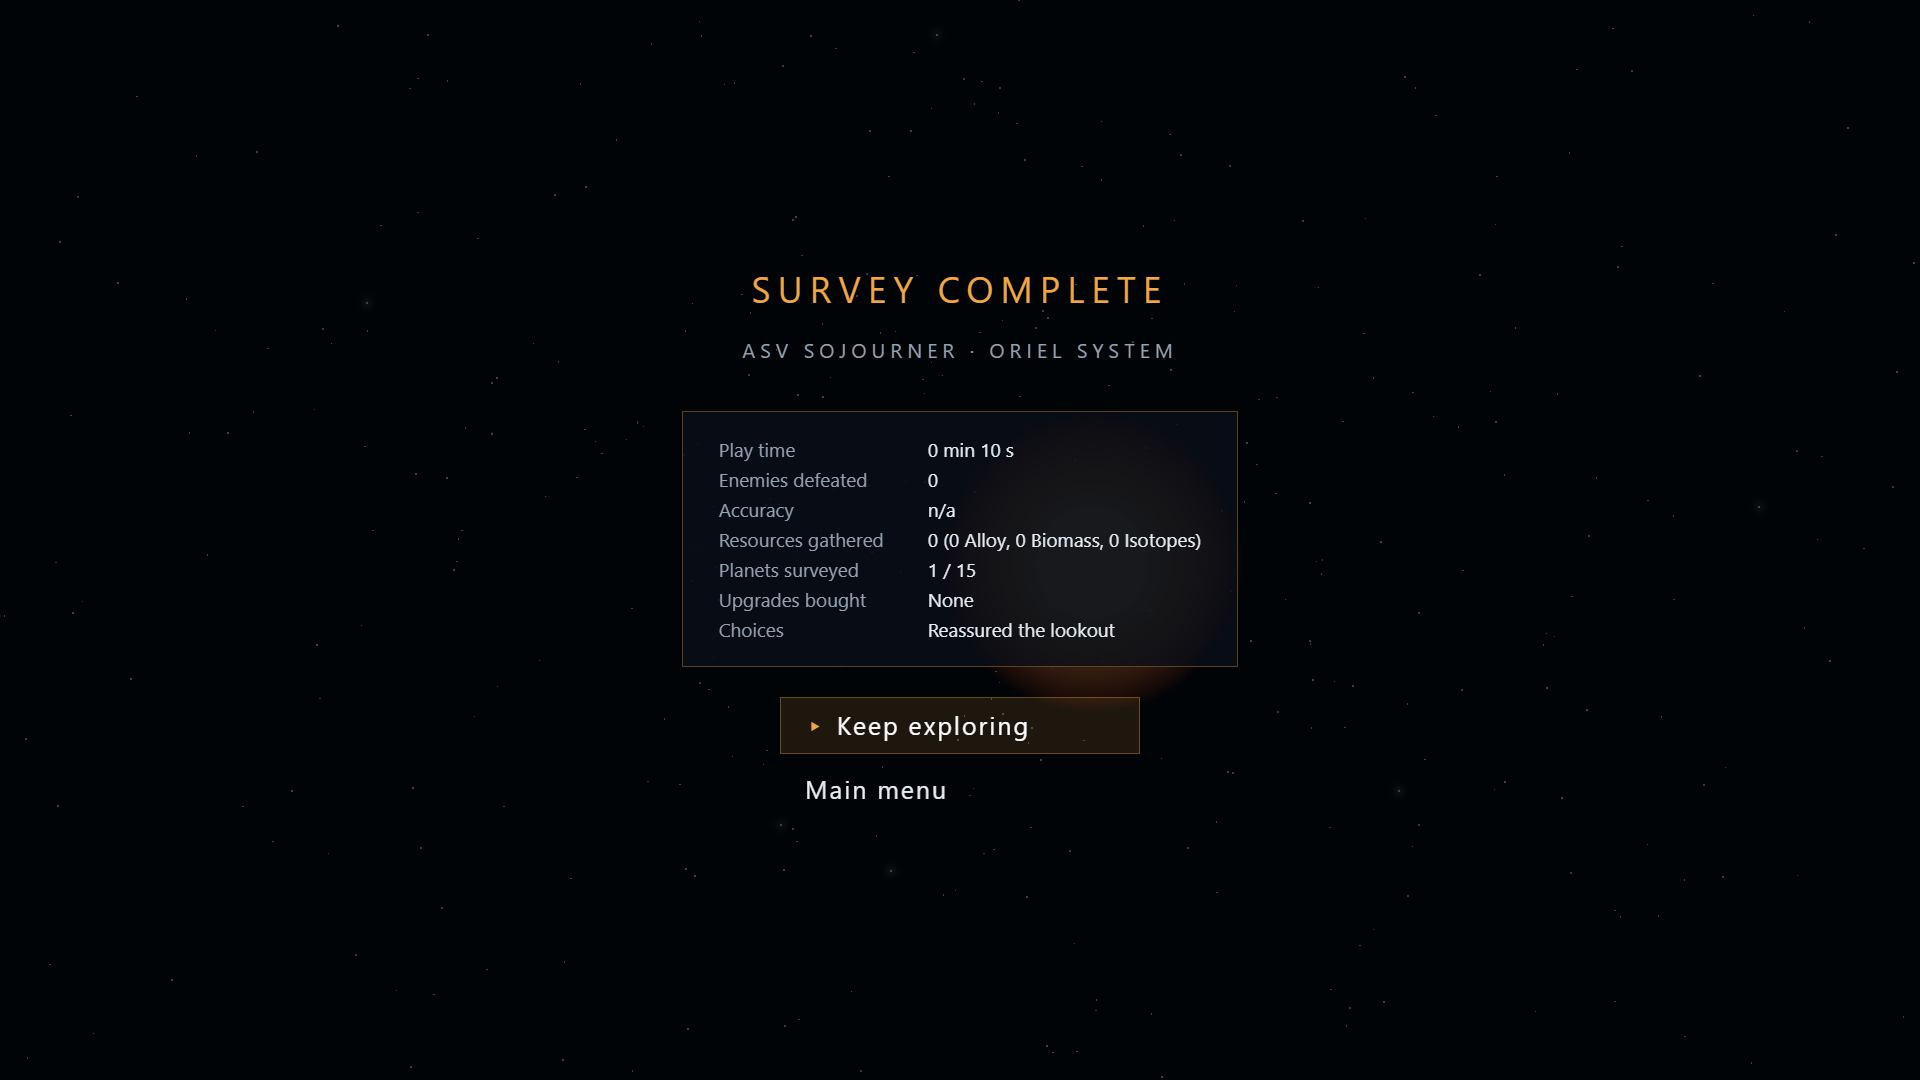 SURVEY COMPLETE
ASV SOJOURNER · ORIEL SYSTEM
Play time 0 min 10 s
Enemies defeated 0
Accuracy n/a
Resources gathered 0 (0 Alloy, 0 Biomass, 0 Isotopes)
Planets surveyed 1 / 15
Upgrades bought None
Choices Reassured the lookout
Keep exploring
Main menu